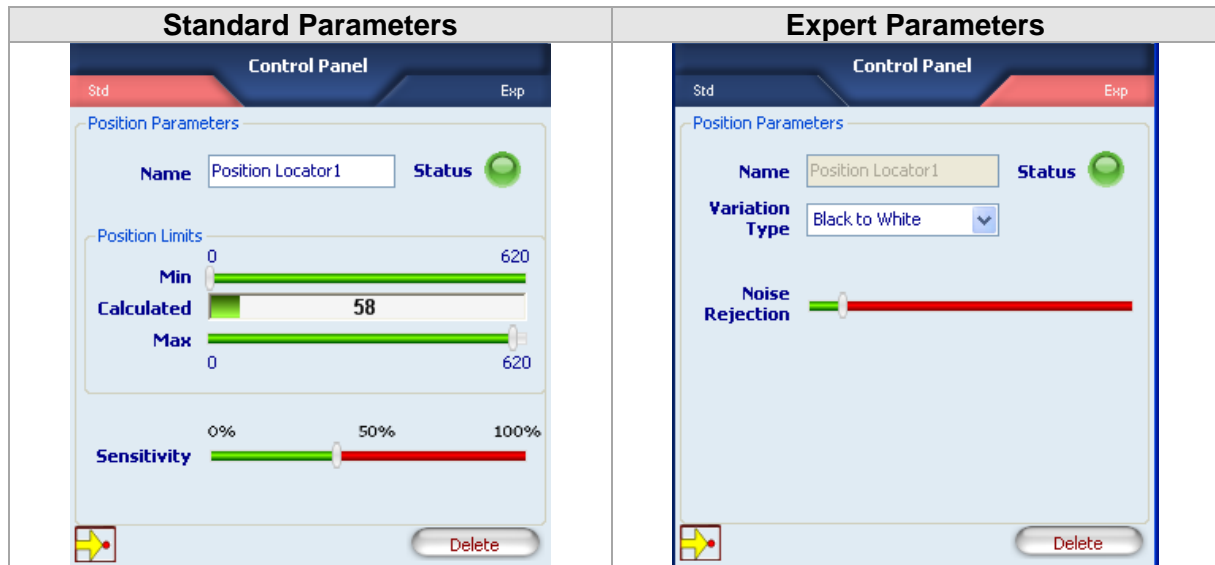 Standard Parameters
Expert Parameters
Control Panel
Std
Exp
Position Parameters
Name
Position Locator1
Status
Position Limits
0
620
Min
Calculated
58
Max
0
620
0%
50%
100%
Sensitivity
Delete
Control Panel
Std
Exp
Position Parameters
Name
Position Locator1
Status
Variation
Type
Black to White
Noise
Rejection
Delete